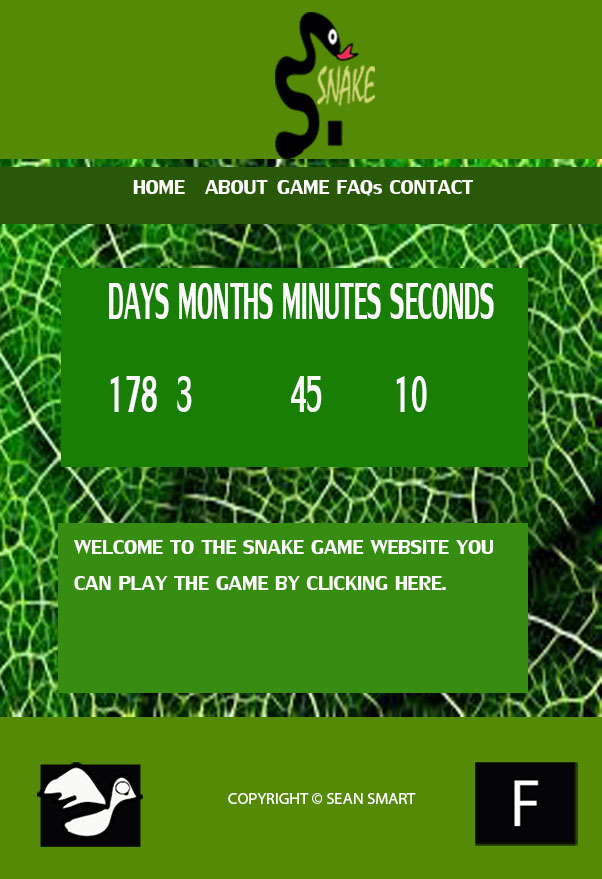 SNAKE
HOME ABOUT GAME FAQs CONTACT
DAYS MONTHS MINUTES SECONDS
178 3 45 10
WELCOME TO THE SNAKE GAME WEBSITE YOU
CAN PLAY THE GAME BY CLICKING HERE.
COPYRIGHT © SEAN SMART
F